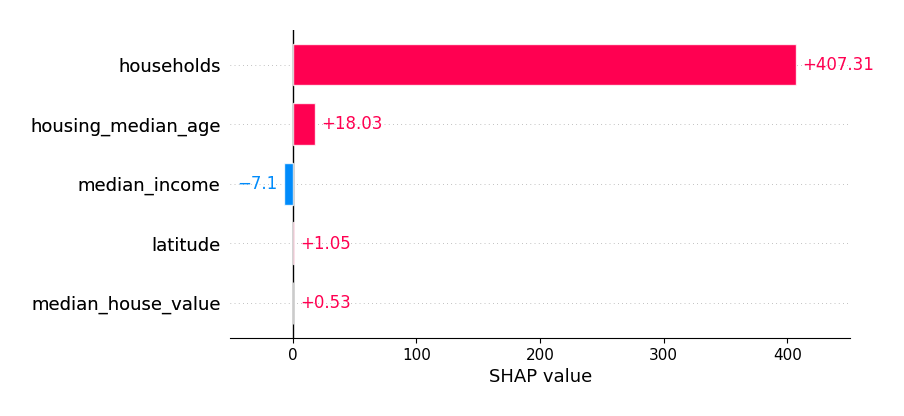 households +407.31
housing_median_age +18.03
median_income −7.1
latitude +1.05
median_house_value +0.53
0 100 200 300 400
SHAP value